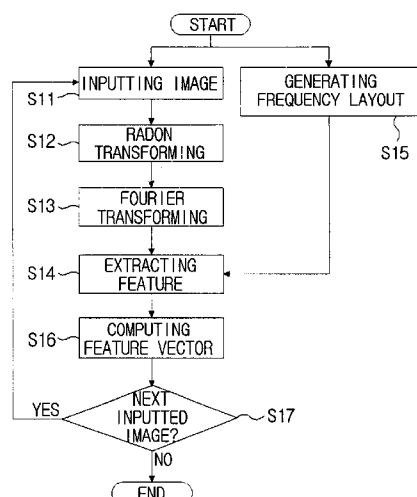 START
INPUTTING IMAGE
GENERATING
FREQUENCY LAYOUT
S11
S15
RADON
TRANSFORMING
S12
FOURIER
TRANSFORMING
S13
EXTRACTING
FEATURE
S14
COMPUTING
FEATURE VECTOR
S16
YES
NEXT
INPUTTED
IMAGE?
S17
NO
END